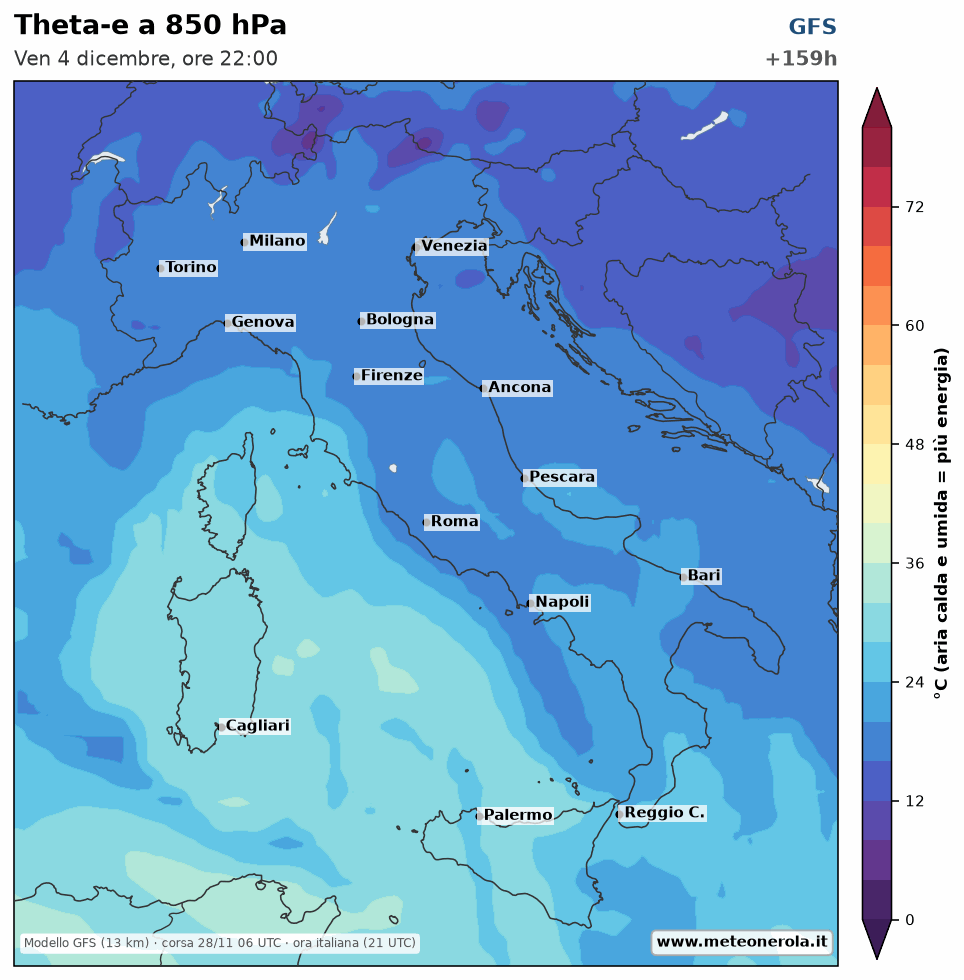 Theta-e a 850 hPa
GFS
Ven 4 dicembre, ore 22:00
+159h
Milano
Venezia
Torino
Genova
Bologna
Firenze
Ancona
Pescara
Roma
Bari
Napoli
Cagliari
Palermo
Reggio C.
72
60
48
36
24
12
0
°C (aria calda e umida = più energia)
Modello GFS (13 km) · corsa 28/11 06 UTC · ora italiana (21 UTC)
www.meteonerola.it